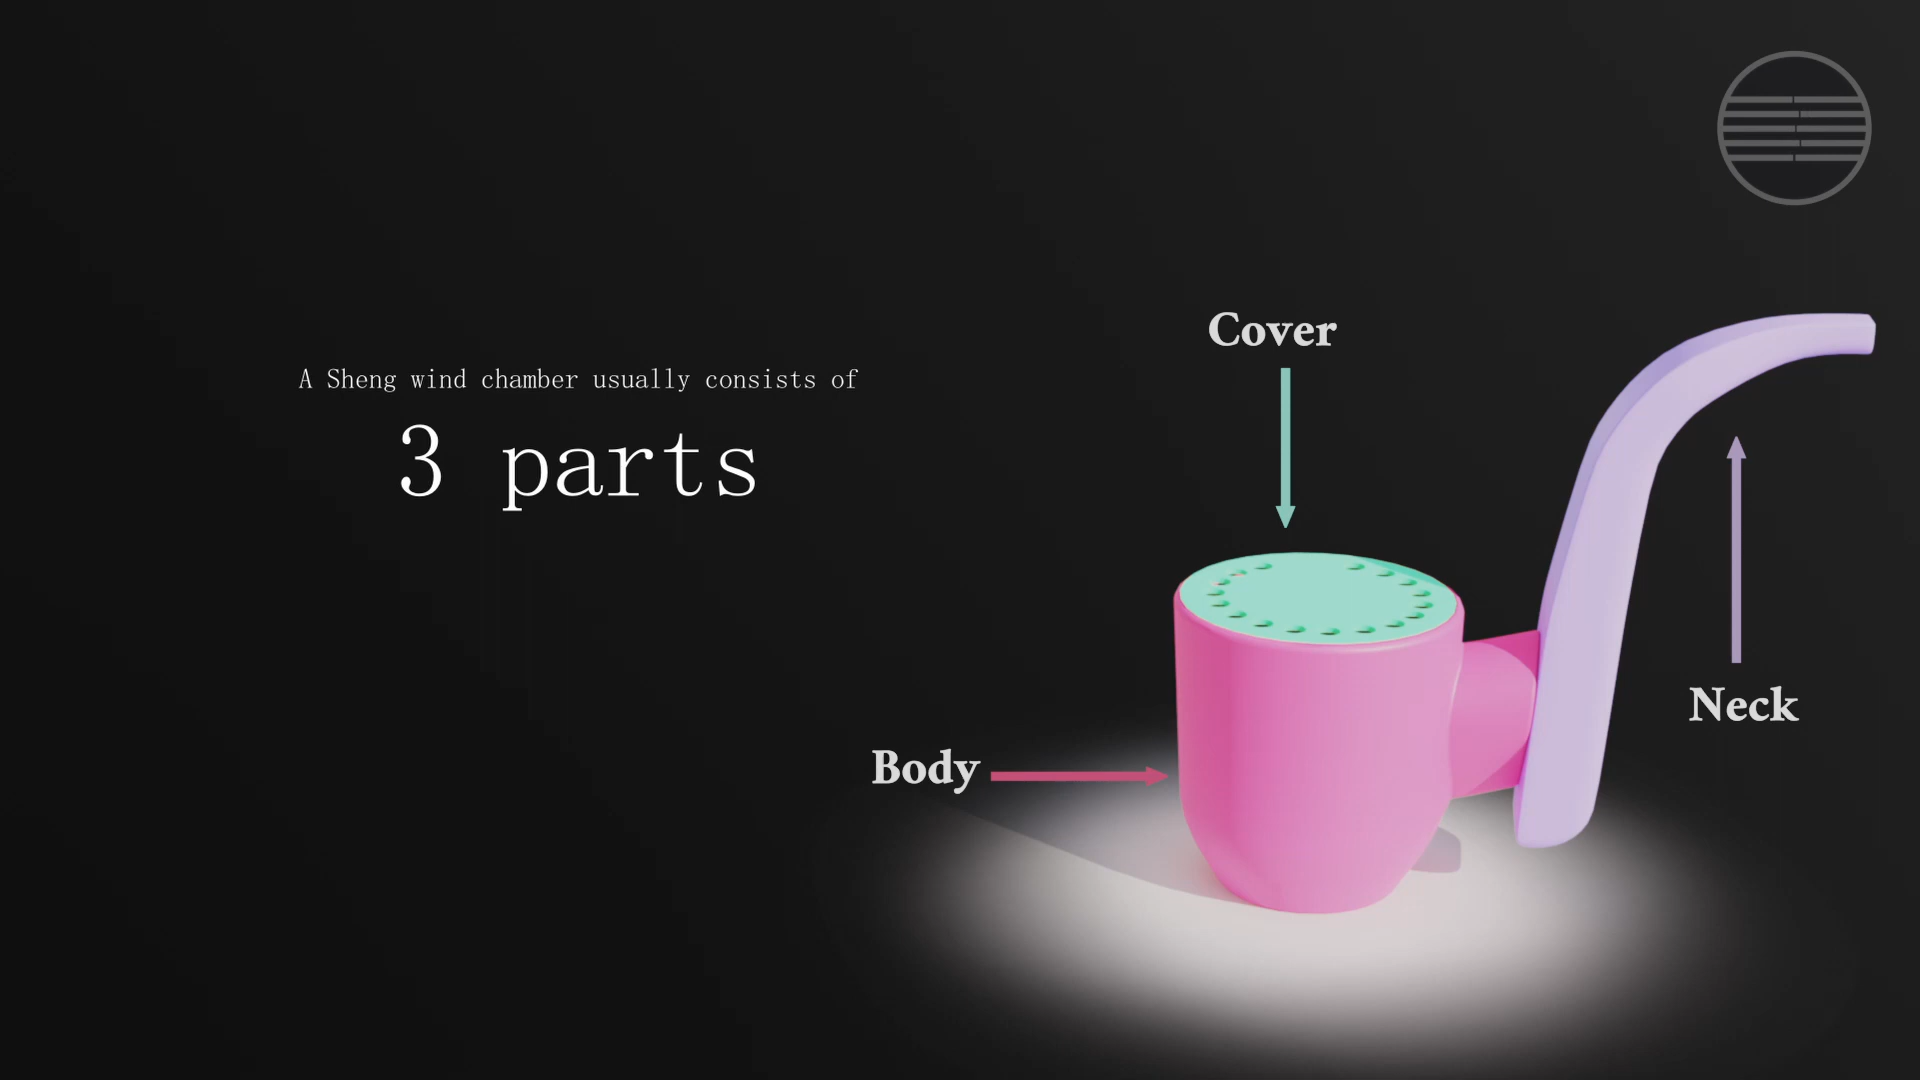 A Sheng wind chamber usually consists of
3 parts
Cover
Neck
Body